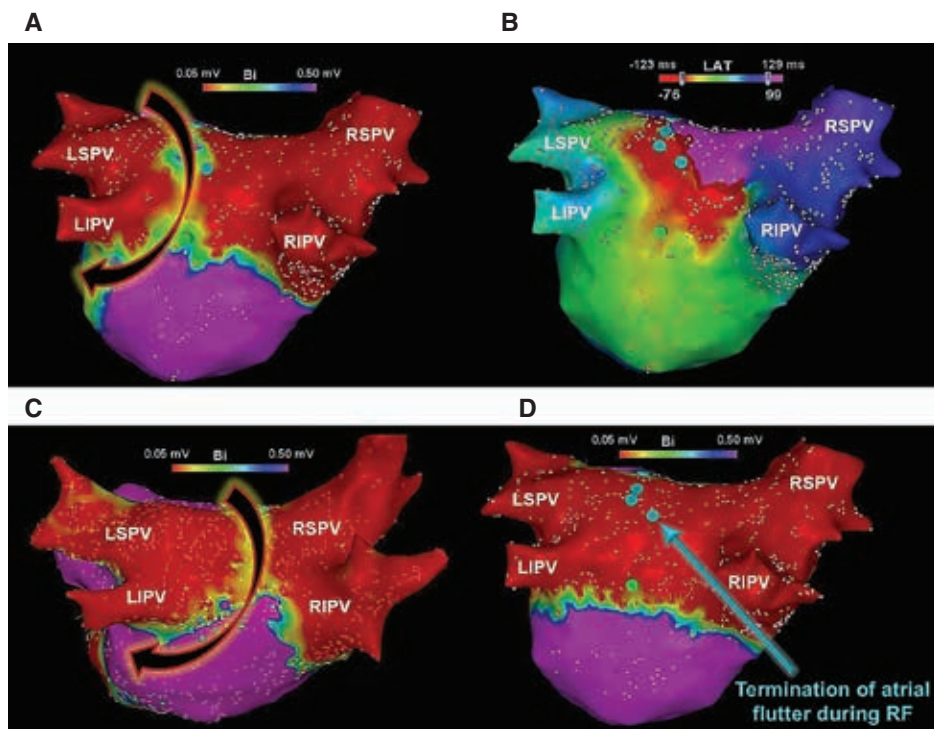 A
B
0.05 mV Bi 0.50 mV
-123 ms LAT 129 ms
-76 99
LSPV
RSPV
LIPV
RIPV
LSPV
RSPV
LIPV
RIPV
C
D
0.05 mV Bi 0.50 mV
0.05 mV Bi 0.50 mV
LSPV
RSPV
LIPV
RIPV
LSPV
RSPV
LIPV
RIPV
Termination of atrial
flutter during RF